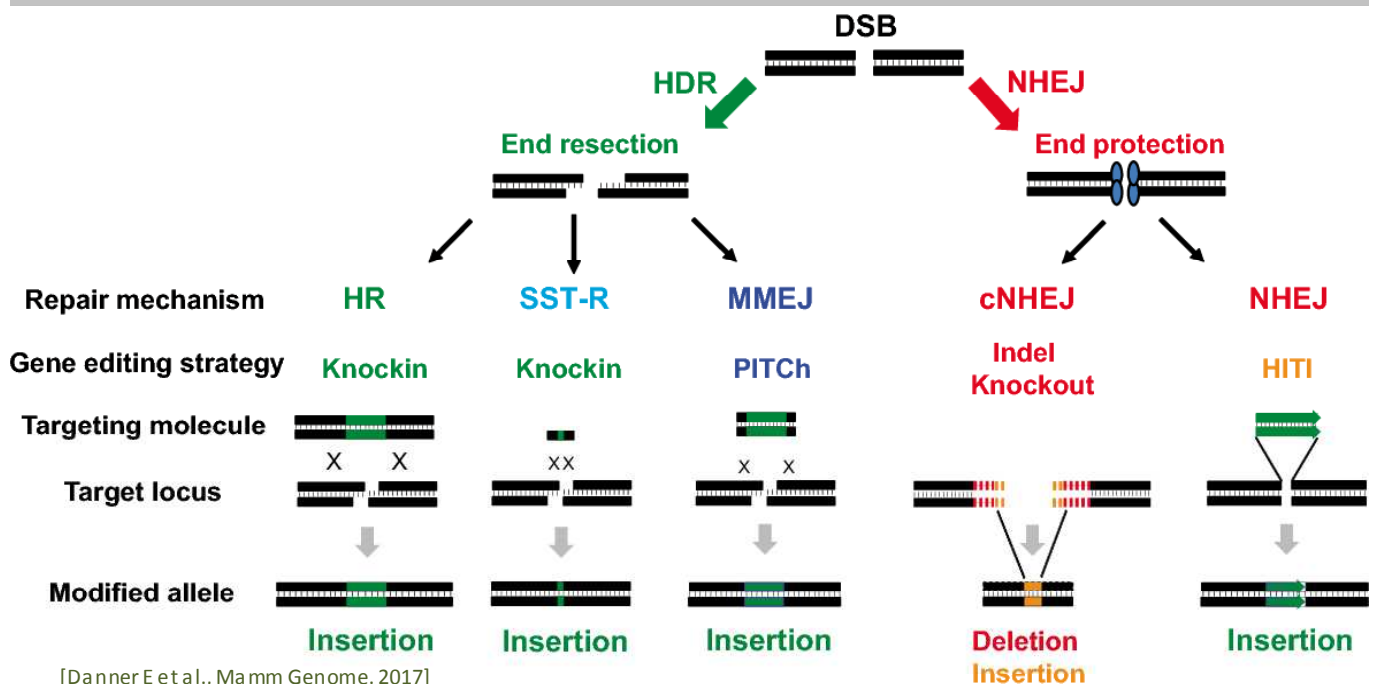 DSB
HDR
NHEJ
End resection
End protection
Repair mechanism HR SST-R MMEJ cNHEJ NHEJ
Gene editing strategy Knockin Knockin PITCh Indel Knockout HITI
Targeting molecule
X X XX X X
Target locus
Modified allele
Insertion Insertion Insertion Deletion Insertion Insertion
[Danner E et al., Mamm Genome, 2017]